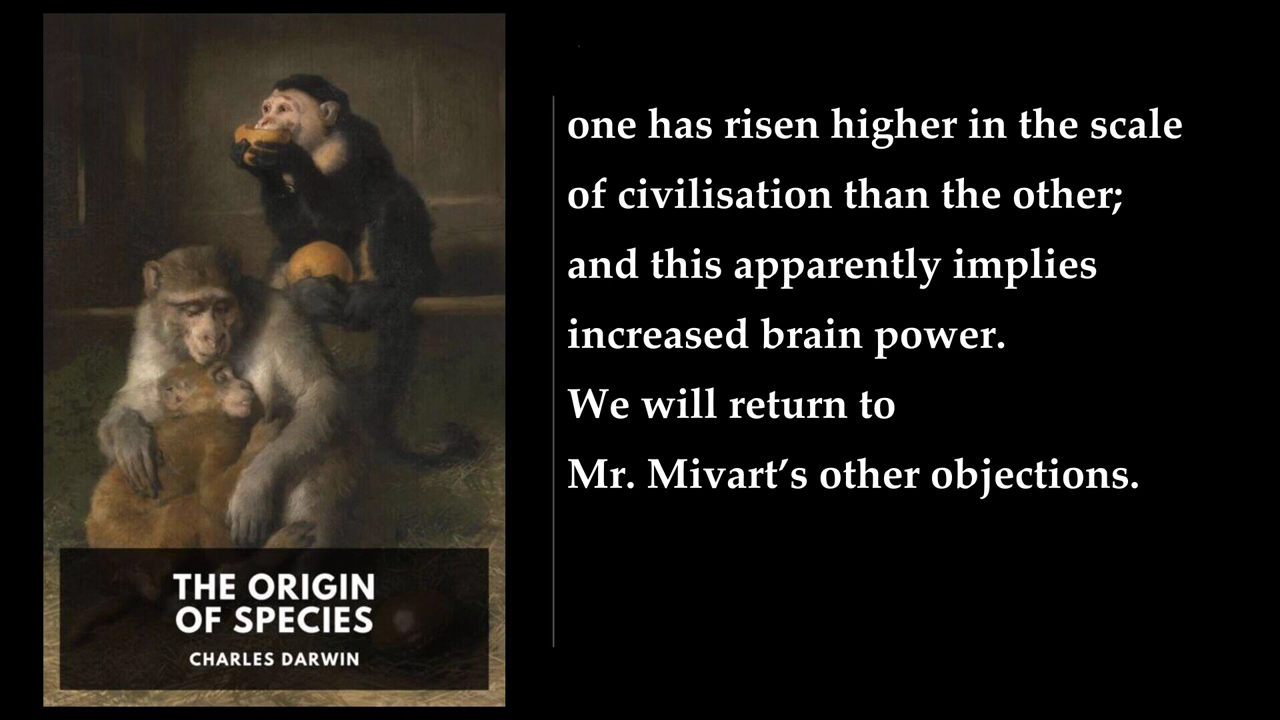 THE ORIGIN
OF SPECIES
CHARLES DARWIN
one has risen higher in the scale
of civilisation than the other;
and this apparently implies
increased brain power.
We will return to
Mr. Mivart’s other objections.